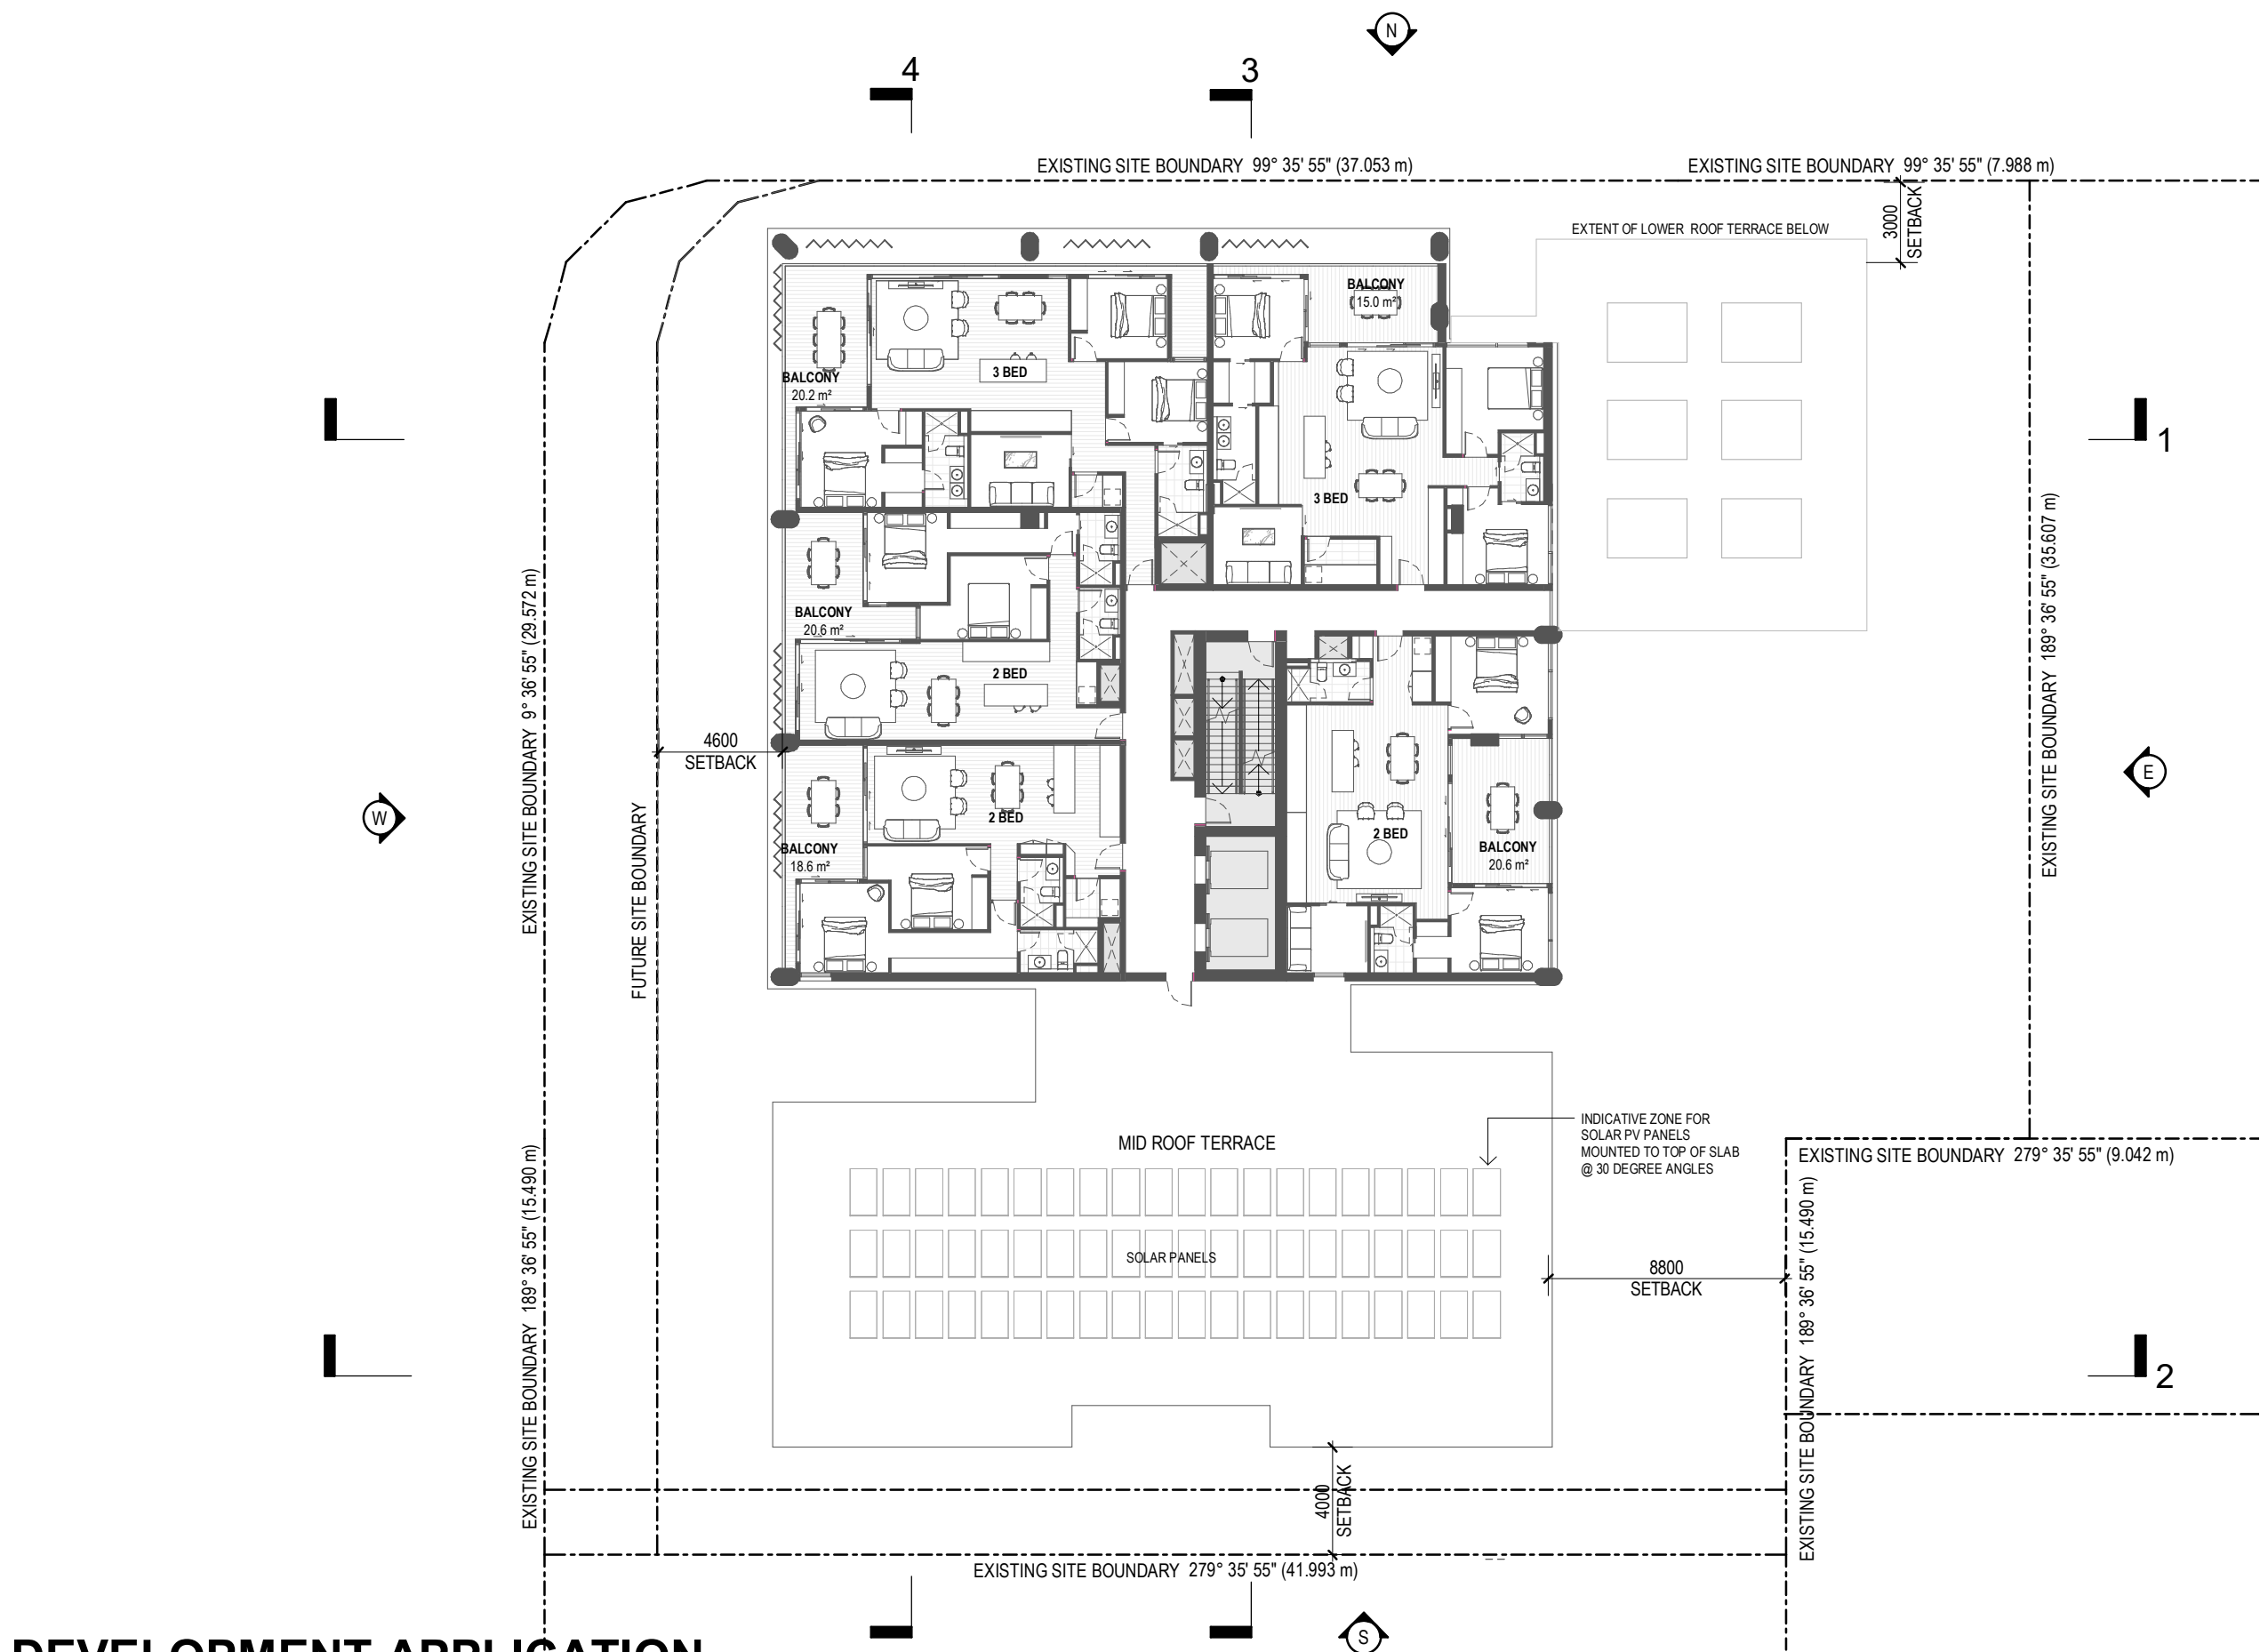 N
4
3
EXISTING SITE BOUNDARY 99° 35' 55" (37.053 m)
EXISTING SITE BOUNDARY 99° 35' 55" (7.988 m)
3000
SETBACK
EXTENT OF LOWER ROOF TERRACE BELOW
BALCONY
15.0 m²
3 BED
BALCONY
20.2 m²
1
3 BED
EXISTING SITE BOUNDARY 9° 36' 55" (29.572 m)
EXISTING SITE BOUNDARY 189° 36' 55" (35.607 m)
BALCONY
20.6 m²
2 BED
4600
SETBACK
W
E
2 BED
2 BED
BALCONY
18.6 m²
BALCONY
20.6 m²
FUTURE SITE BOUNDARY
INDICATIVE ZONE FOR
SOLAR PV PANELS
MOUNTED TO TOP OF SLAB
@ 30 DEGREE ANGLES
MID ROOF TERRACE
EXISTING SITE BOUNDARY 279° 35' 55" (9.042 m)
EXISTING SITE BOUNDARY 189° 36' 55" (15.490 m)
SOLAR PANELS
8800
SETBACK
EXISTING SITE BOUNDARY 189° 36' 55" (15.490 m)
2
4000
SETBACK
EXISTING SITE BOUNDARY 279° 35' 55" (41.993 m)
S
DEVELOPMENT APPLICATION